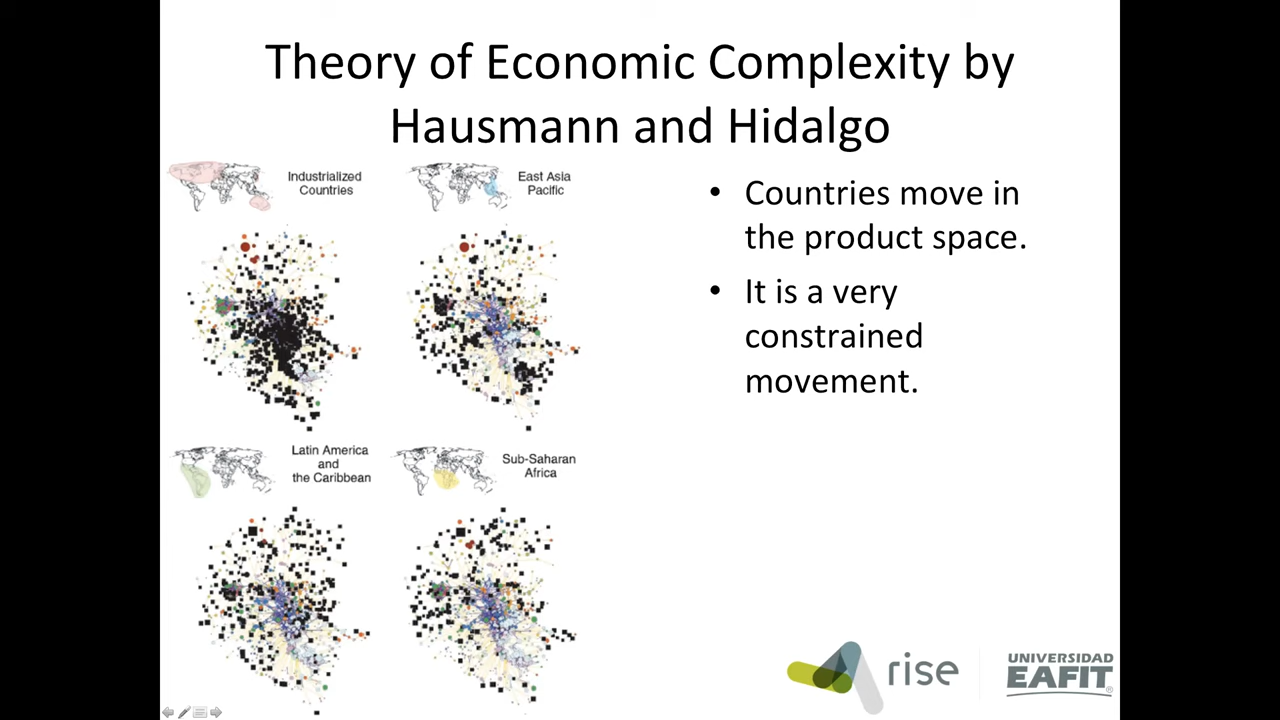 Theory of Economic Complexity by
Hausmann and Hidalgo
Industrialized
Countries
East Asia
Pacific
Latin America
and
the Caribbean
Sub-Saharan
Africa
• Countries move in
the product space.
• It is a very
constrained
movement.
rise
UNIVERSIDAD
EAFIT®